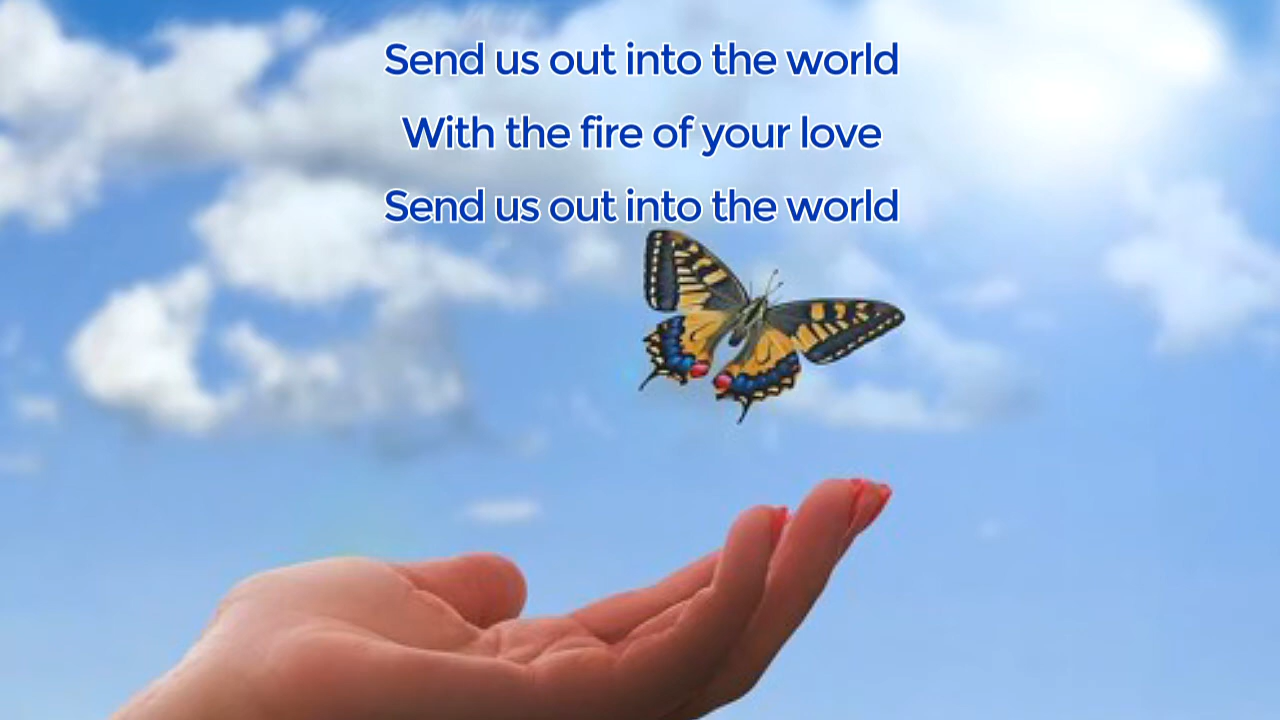 Send us out into the world
With the fire of your love
Send us out into the world